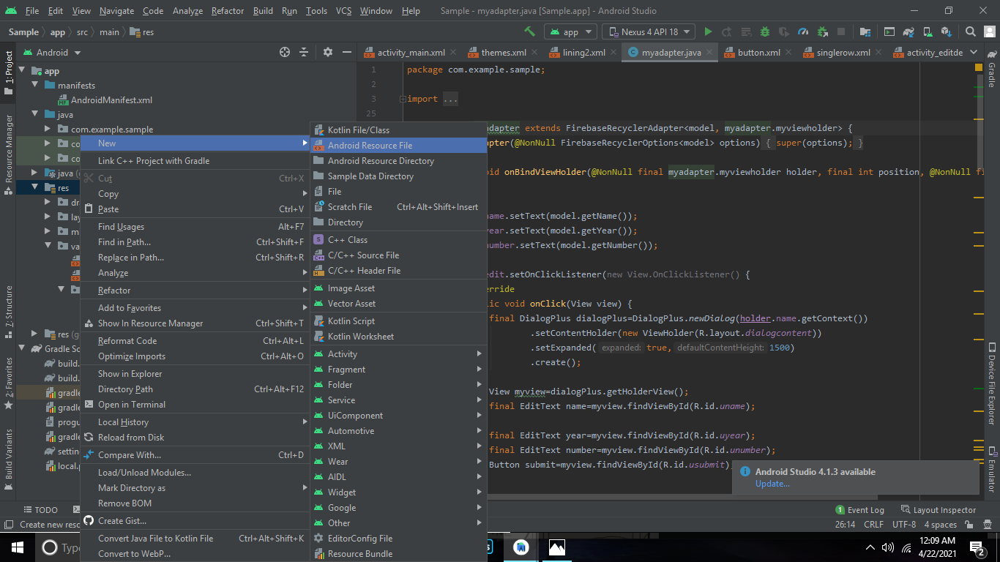 File Edit View Navigate Code Analyze Refactor Build Run Tools VCS Window Help Sample - myadapter.java [Sample.app] - Android Studio
Sample app src main res app Nexus 4 API 18
1: Project
Resource Manager
Z: Structure
2: Favorites
Build Variants
Android
app
manifests
AndroidManifest.xml
java
com.example.sample
co
co
java (
res
dr
lay
m
va
res (g
Gradle Sc
build.
build.
gradle
gradle
progu
gradle
settin
local.p
New
Link C++ Project with Gradle
Cut Ctrl+X
Copy
Paste Ctrl+V
Find Usages Alt+F7
Find in Path... Ctrl+Shift+F
Replace in Path... Ctrl+Shift+R
Analyze
Refactor
Add to Favorites
Show In Resource Manager Ctrl+Shift+T
Reformat Code Ctrl+Alt+L
Optimize Imports Ctrl+Alt+O
Show in Explorer
Directory Path Ctrl+Alt+F12
Open in Terminal
Local History
Reload from Disk
Compare With... Ctrl+D
Load/Unload Modules...
Mark Directory as
Remove BOM
Create Gist...
Convert Java File to Kotlin File Ctrl+Alt+Shift+K
Convert to WebP...
Kotlin File/Class
Android Resource File
Android Resource Directory
Sample Data Directory
File
Scratch File Ctrl+Alt+Shift+Insert
Directory
C++ Class
C/C++ Source File
C/C++ Header File
Image Asset
Vector Asset
Kotlin Script
Kotlin Worksheet
Activity
Fragment
Folder
Service
UiComponent
Automotive
XML
Wear
AIDL
Widget
Google
Other
EditorConfig File
Resource Bundle
activity_main.xml themes.xml lining2.xml myadapter.java button.xml singlerow.xml activity_editde
1 package com.example.sample;
2
3 import ...
25
dapter extends FirebaseRecyclerAdapter<model, myadapter.myviewholder> {
pter(@NonNull FirebaseRecyclerOptions<model> options) { super(options); }
oid onBindViewHolder(@NonNull final myadapter.myviewholder holder, final int position, @NonNull fi
name.setText(model.getName());
year.setText(model.getYear());
number.setText(model.getNumber());
edit.setOnClickListener(new View.OnClickListener() {
erride
lic void onClick(View view) {
final DialogPlus dialogPlus=DialogPlus.newDialog(holder.name.getContext())
.setContentHolder(new ViewHolder(R.layout.dialogcontent))
.setExpanded( expanded: true, defaultContentHeight: 1500)
.create();
View myview=dialogPlus.getHolderView();
final EditText name=myview.findViewById(R.id.uname);
final EditText year=myview.findViewById(R.id.uyear);
final EditText number=myview.findViewById(R.id.unumber);
Button submit=myview.findViewById(R.id.usubmit);
Android Studio 4.1.3 available
Update...
Gradle
Device File Explorer
Emulator
TODO 1 Event Log Layout Inspector
Create new reso 26:14 CRLF UTF-8 4 spaces
Type
12:09 AM
4/22/2021
2